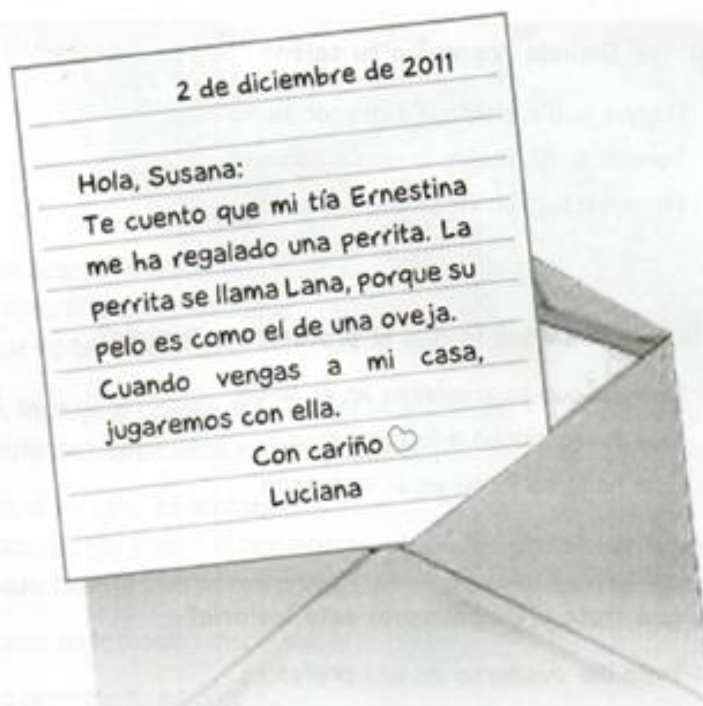 2 de diciembre de 2011
Hola, Susana:
Te cuento que mi tía Ernestina
me ha regalado una perrita. La
perrita se llama Lana, porque su
pelo es como el de una oveja.
Cuando vengas a mi casa,
jugaremos con ella.
Con cariño
Luciana